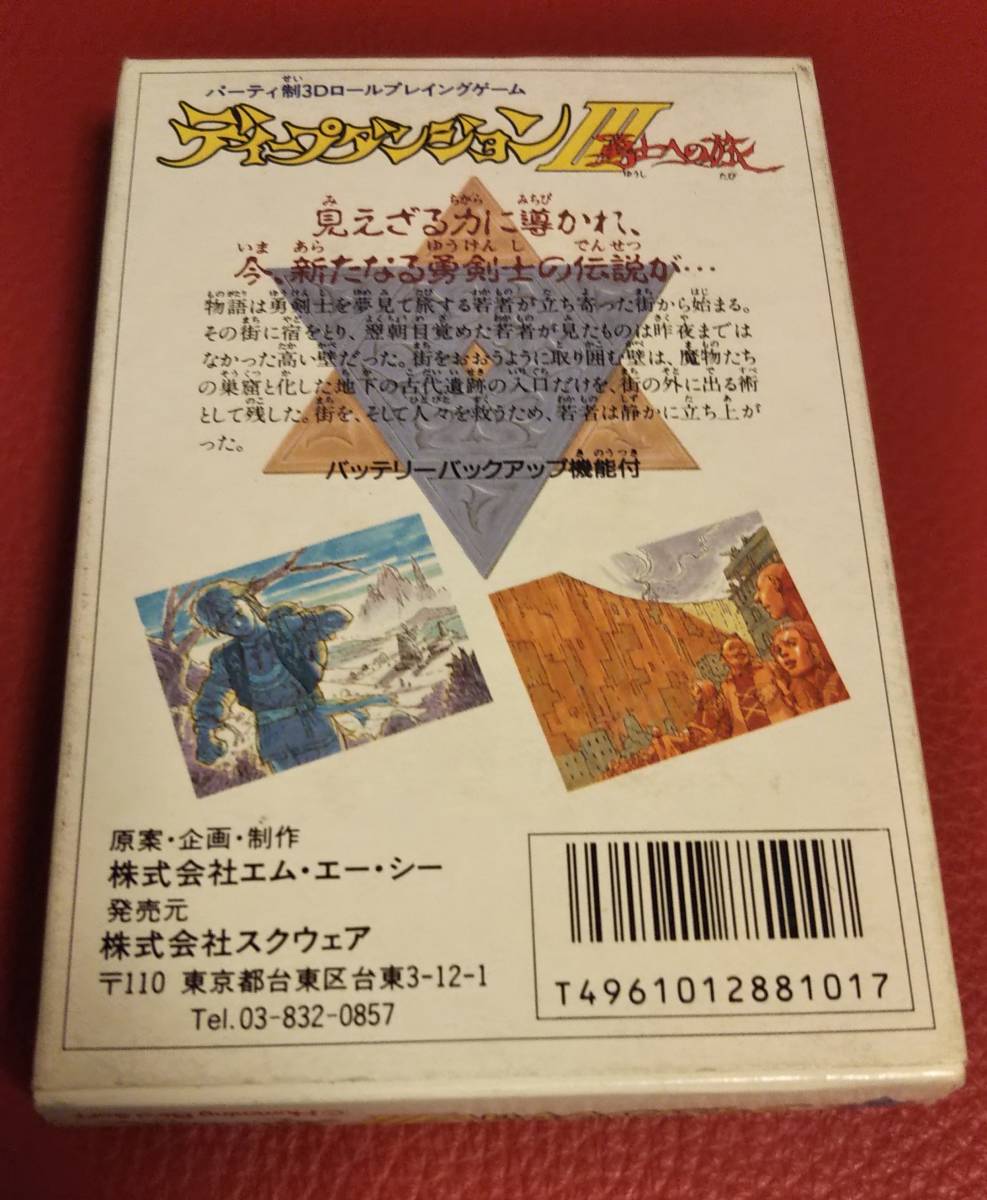 パーティ制3Dロールプレイングゲーム
ディープダンジョンIII 勇士への旅
見えざる力に導かれ、
今、新たなる勇剣士の伝説が…
物語は勇剣士を夢見て旅する若者が立ち寄った街から始まる。
その街に宿をとり、翌朝目覚めた若者が見たものは昨夜までは
なかった高い壁だった。街をおおうように取り囲む壁は、魔物たち
の巣窟と化した地下の古代遺跡の入口だけを、街の外に出る術
として残した。街を、そして人々を救うため、若者は静かに立ち上が
った。
バッテリーバックアップ機能付
原案・企画・制作
株式会社エム・エー・シー
発売元
株式会社スクウェア
〒110 東京都台東区台東3-12-1
Tel.03-832-0857
T4961012881017